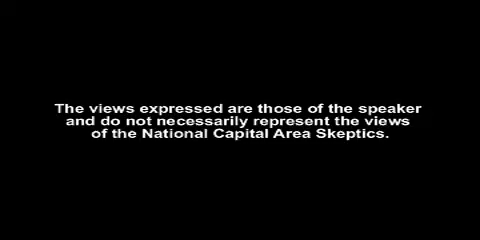 The views expressed are those of the speaker
and do not necessarily represent the views
of the National Capital Area Skeptics.